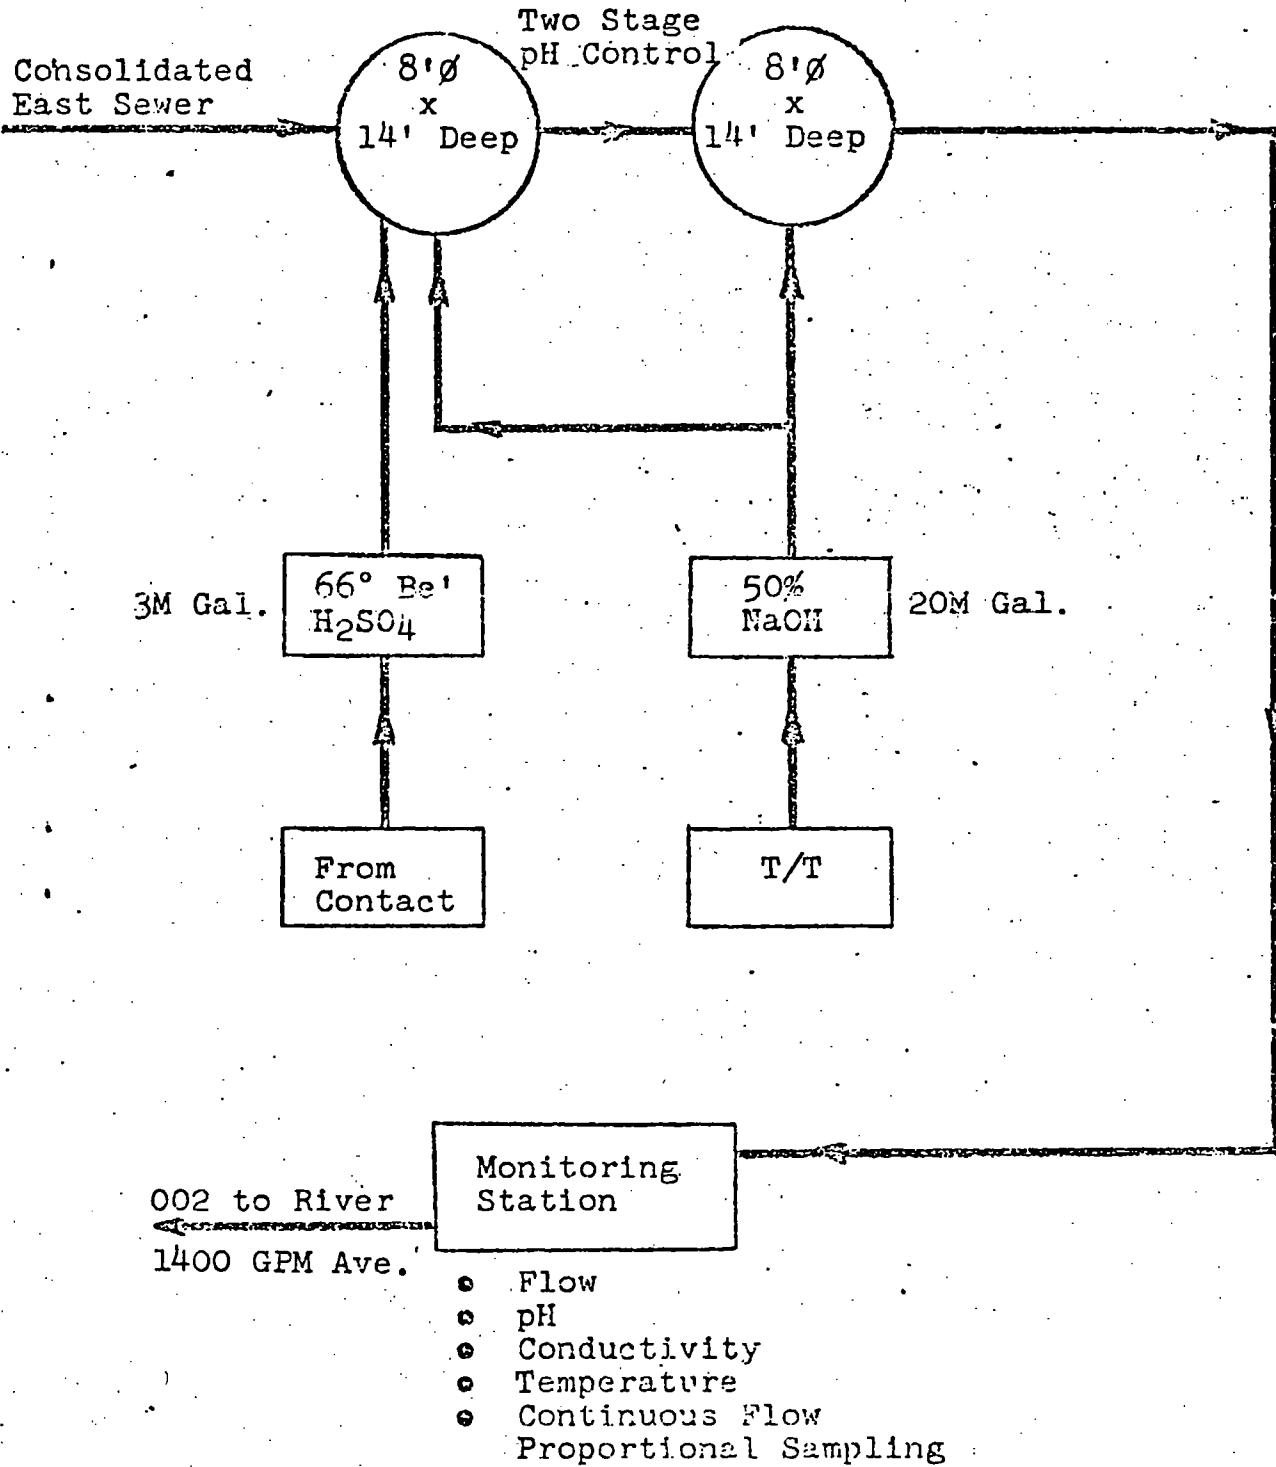 Two Stage
pH Control
Consolidated
East Sewer
8'Ø
x
14' Deep
8'Ø
x
14' Deep
3M Gal.
66° Be'
H₂SO₄
50%
NaOH
20M Gal.
From
Contact
T/T
Monitoring
Station
002 to River
1400 GPM Ave.
• Flow
• pH
• Conductivity
• Temperature
• Continuous Flow
Proportional Sampling